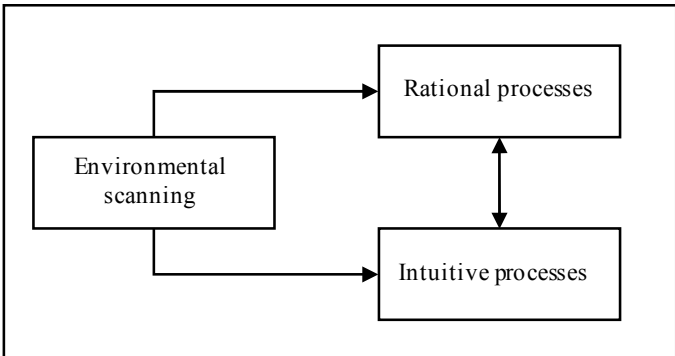 Rational processes
Environmental
scanning
Intuitive processes